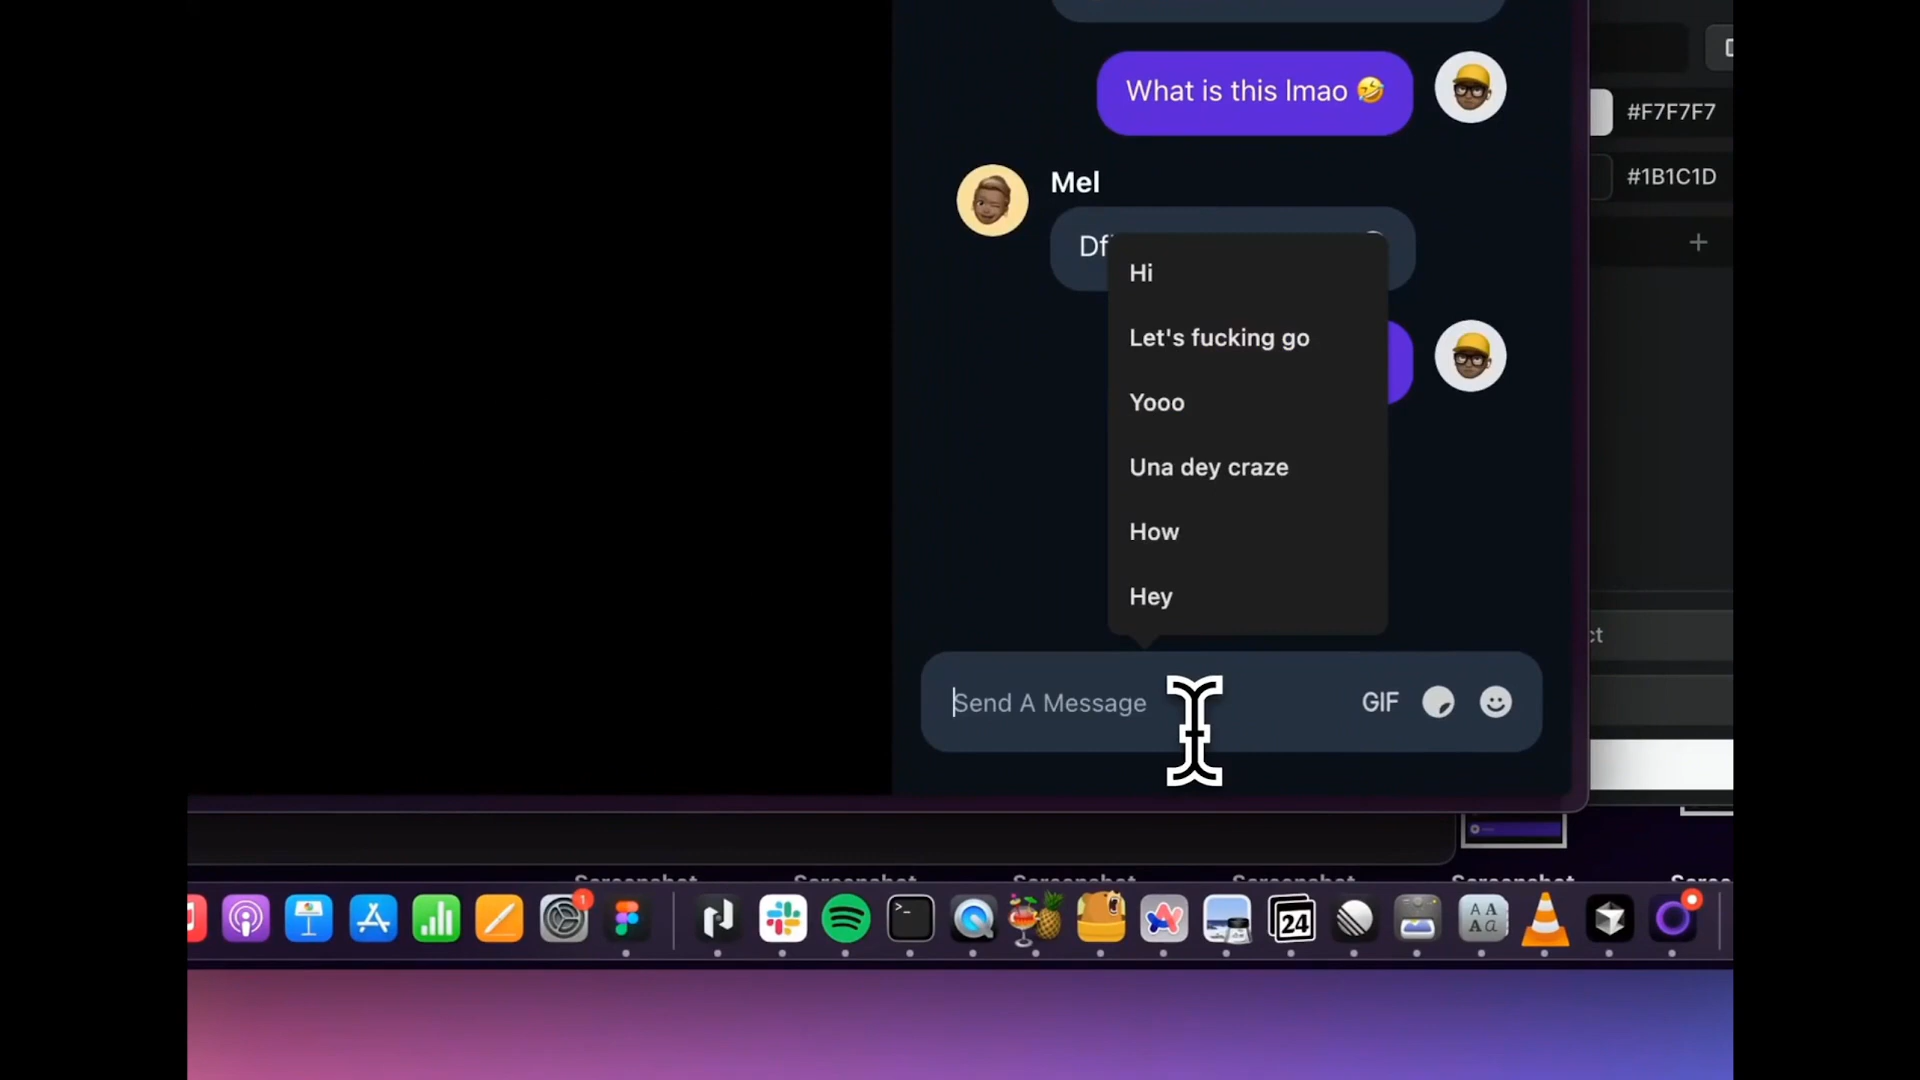 What is this lmao 🤣
#F7F7F7
#1B1C1D
Mel
Hi
Let's fucking go
Yooo
Una dey craze
How
Hey
Send A Message
GIF
1
24